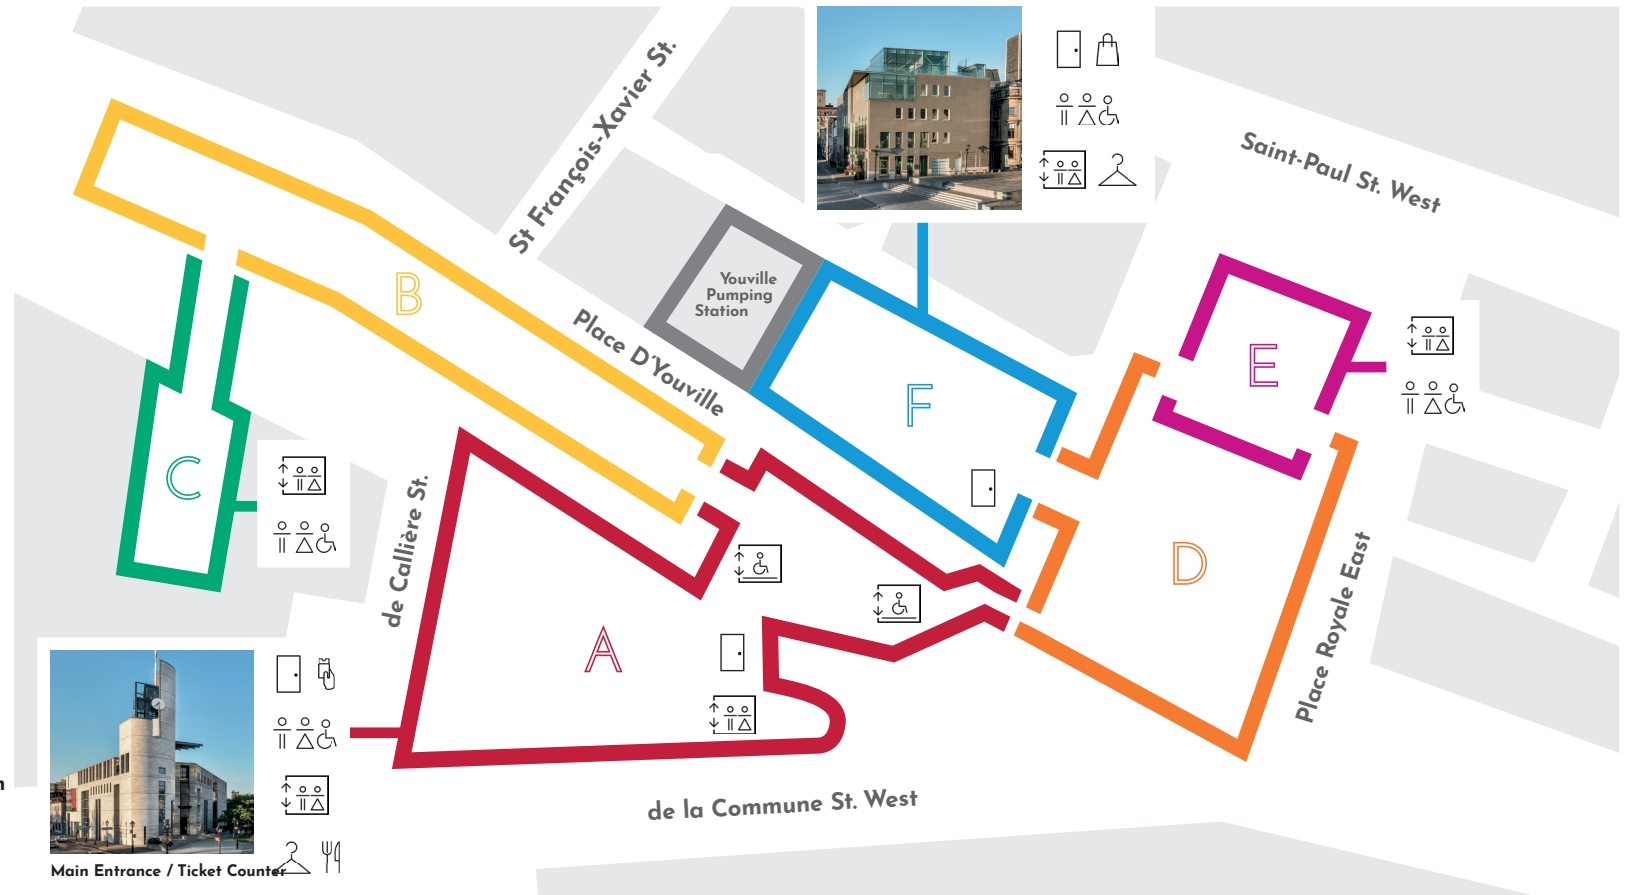 St François-Xavier St.
Saint-Paul St. West
B
Youville
Pumping
Station
Place D'Youville
E
F
C
de Callière St.
D
A
Place Royale East
n
de la Commune St. West
Main Entrance / Ticket Counter